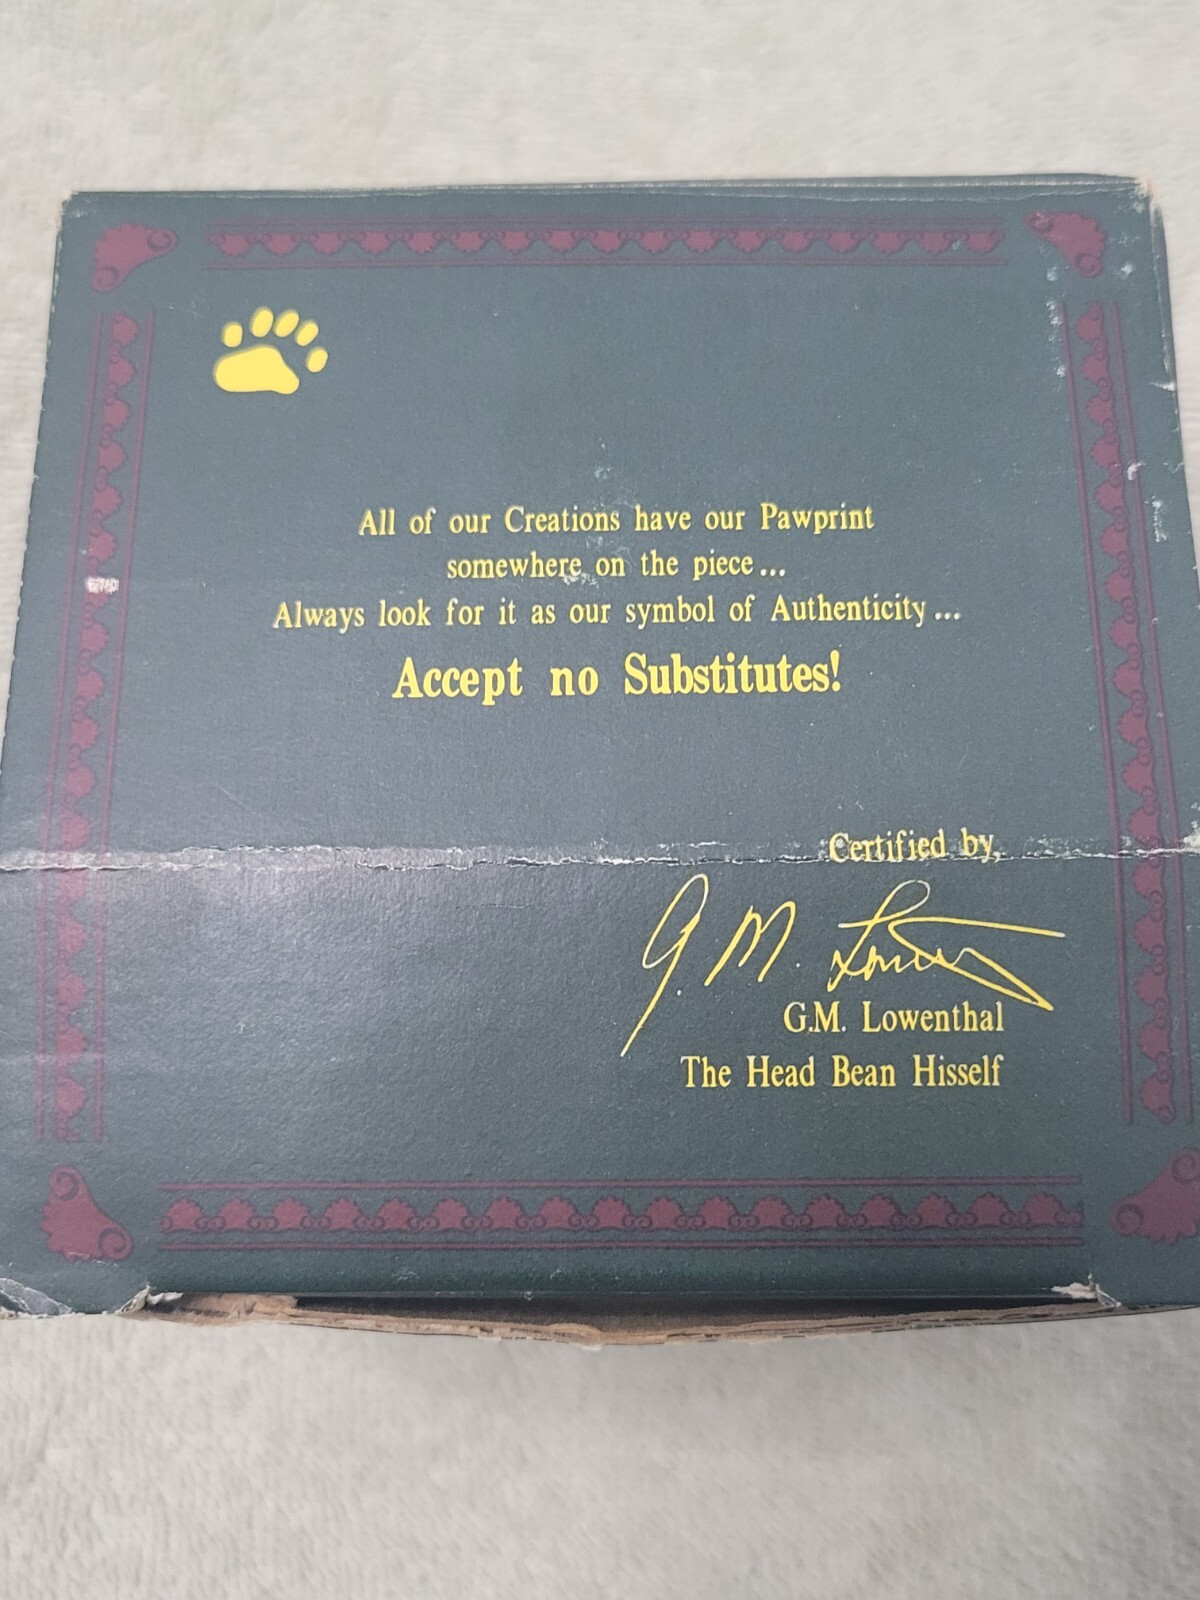 All of our Creations have our Pawprint
somewhere on the piece...
Always look for it as our symbol of Authenticity...
Accept no Substitutes!
Certified by,
G.M. Lowenthal
G.M. Lowenthal
The Head Bean Hisself